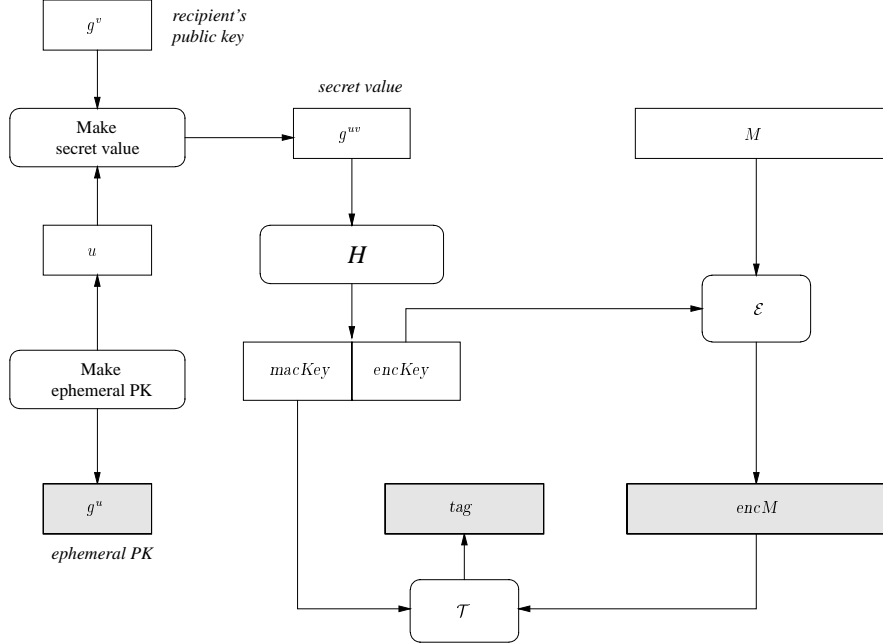 g^v
recipient's
public key
secret value
Make
secret value
g^{uv}
M
u
H
ℰ
Make
ephemeral PK
macKey
encKey
g^u
tag
encM
ephemeral PK
𝒯